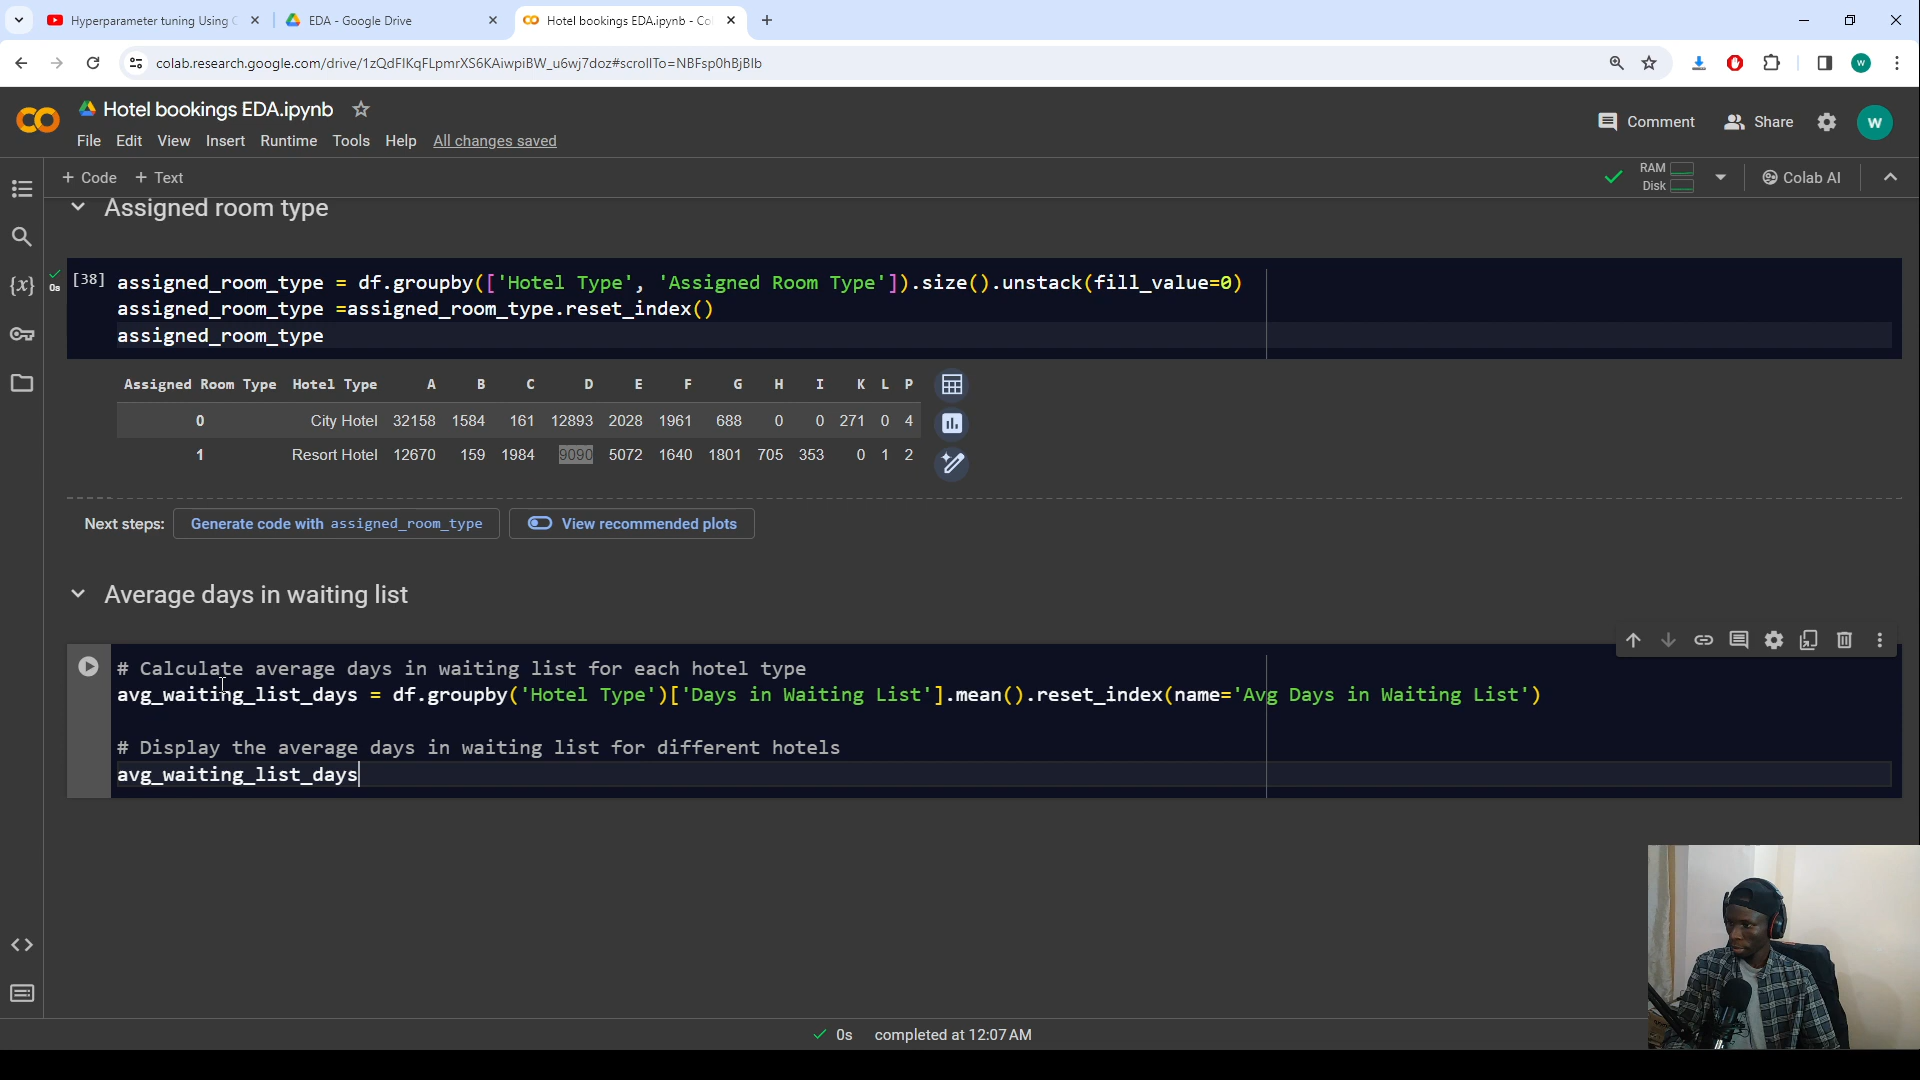 Hyperparameter tuning Using
EDA - Google Drive
Hotel bookings EDA.ipynb - Co
colab.research.google.com/drive/1zQdFlKqFLpmrXS6KAiwpiBW_u6wj7doz#scrollTo=NBFsp0hBjBlb
W
CO
Hotel bookings EDA.ipynb
File Edit View Insert Runtime Tools Help All changes saved
Comment
Share
W
+ Code + Text
RAM
Disk
Colab AI
Assigned room type
0s
[38] assigned_room_type = df.groupby(['Hotel Type', 'Assigned Room Type']).size().unstack(fill_value=0)
assigned_room_type =assigned_room_type.reset_index()
assigned_room_type
Assigned Room Type Hotel Type A B C D E F G H I K L P
0 City Hotel 32158 1584 161 12893 2028 1961 688 0 0 271 0 4
1 Resort Hotel 12670 159 1984 9090 5072 1640 1801 705 353 0 1 2
Next steps: Generate code with assigned_room_type View recommended plots
Average days in waiting list
# Calculate average days in waiting list for each hotel type
avg_waiting_list_days = df.groupby('Hotel Type')['Days in Waiting List'].mean().reset_index(name='Avg Days in Waiting List')
# Display the average days in waiting list for different hotels
avg_waiting_list_days
0s completed at 12:07 AM